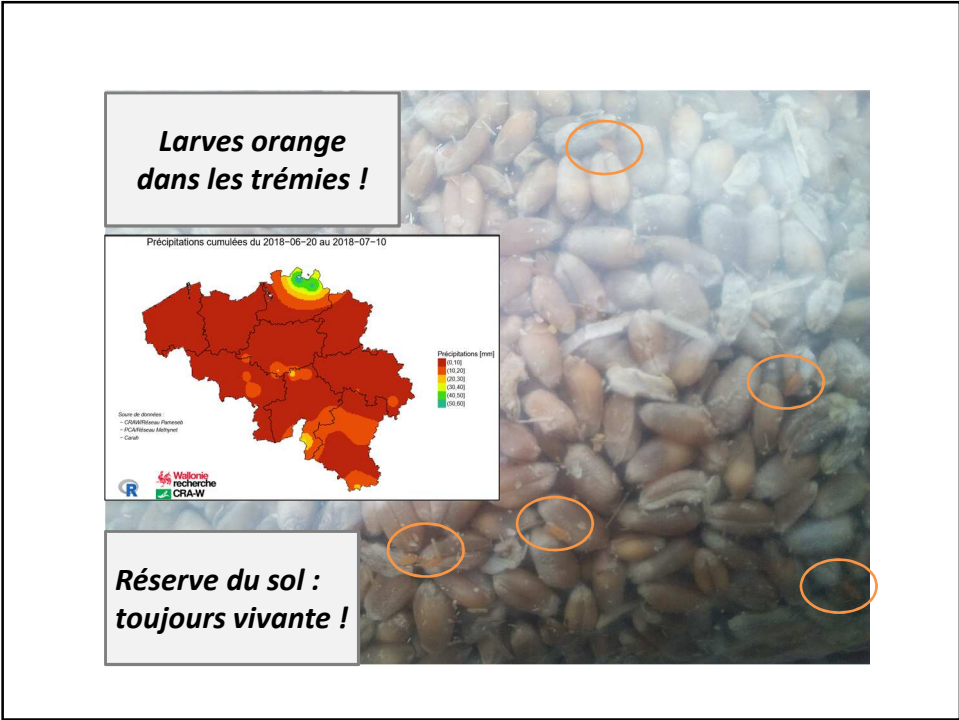 Larves orange
dans les trémies !
Précipitations cumulées du 2018−06−20 au 2018−07−10
Précipitations [mm]
(0,10]
(10,20]
(20,30]
(30,40]
(40,50]
(50,60]
Soure de données :
− CRAW/Réseau Pameseb
− PCA/Réseau Methynet
− Carah
R
Wallonie
recherche
CRA-W
Réserve du sol :
toujours vivante !